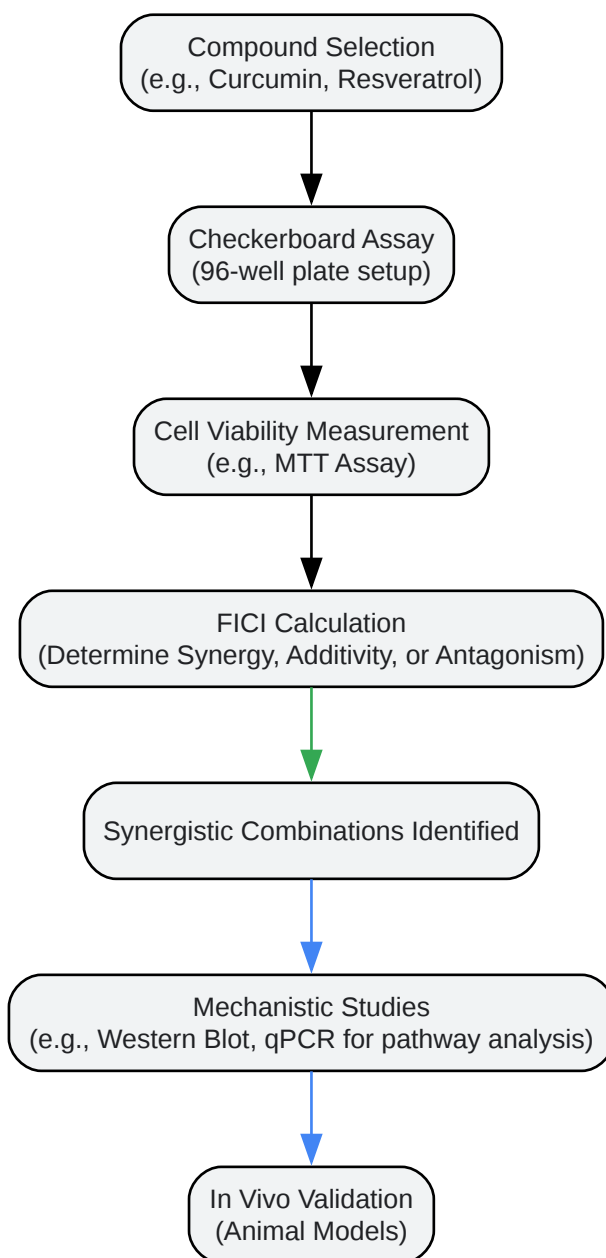 Compound Selection
(e.g., Curcumin, Resveratrol)
Checkerboard Assay
(96-well plate setup)
Cell Viability Measurement
(e.g., MTT Assay)
FICI Calculation
(Determine Synergy, Additivity, or Antagonism)
Synergistic Combinations Identified
Mechanistic Studies
(e.g., Western Blot, qPCR for pathway analysis)
In Vivo Validation
(Animal Models)